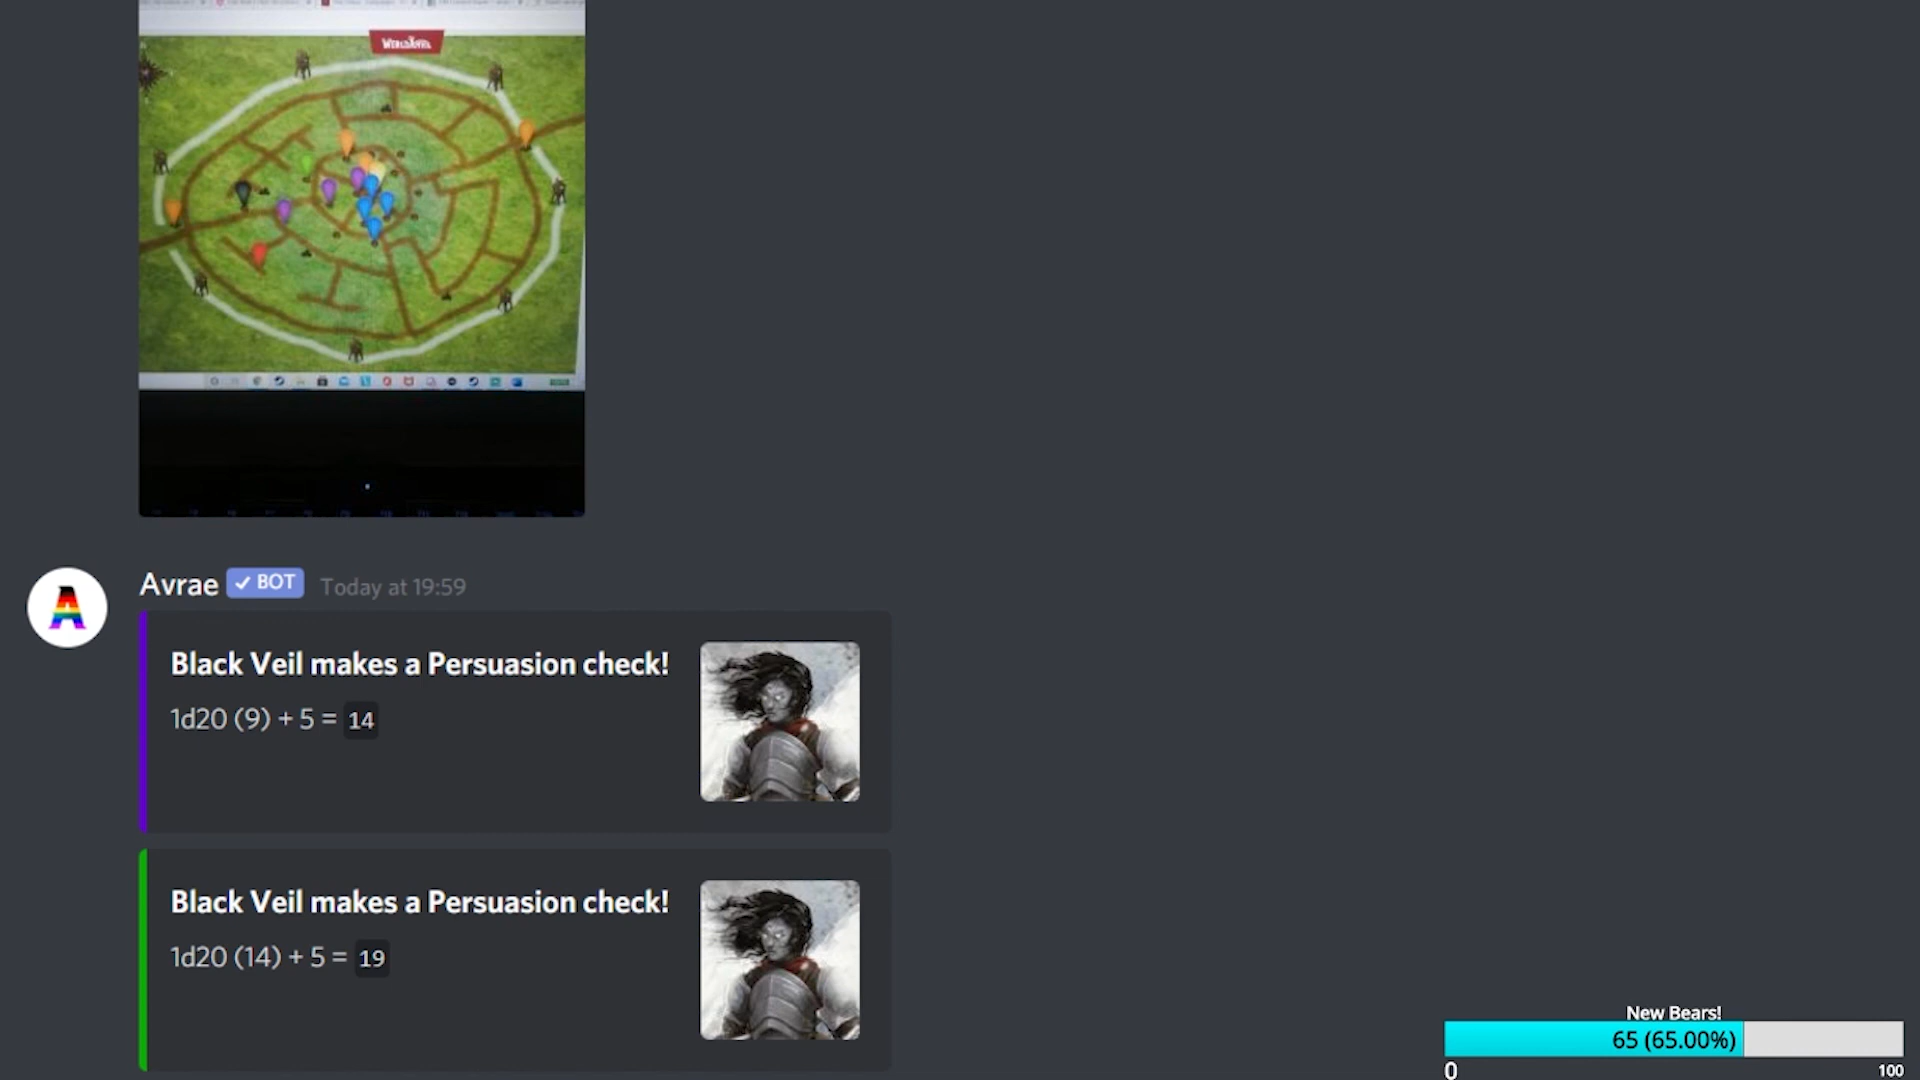 WORLDANVIL
A
Avrae ✓ BOT Today at 19:59
Black Veil makes a Persuasion check!
1d20 (9) + 5 = 14
Black Veil makes a Persuasion check!
1d20 (14) + 5 = 19
New Bears!
65 (65.00%)
0 100